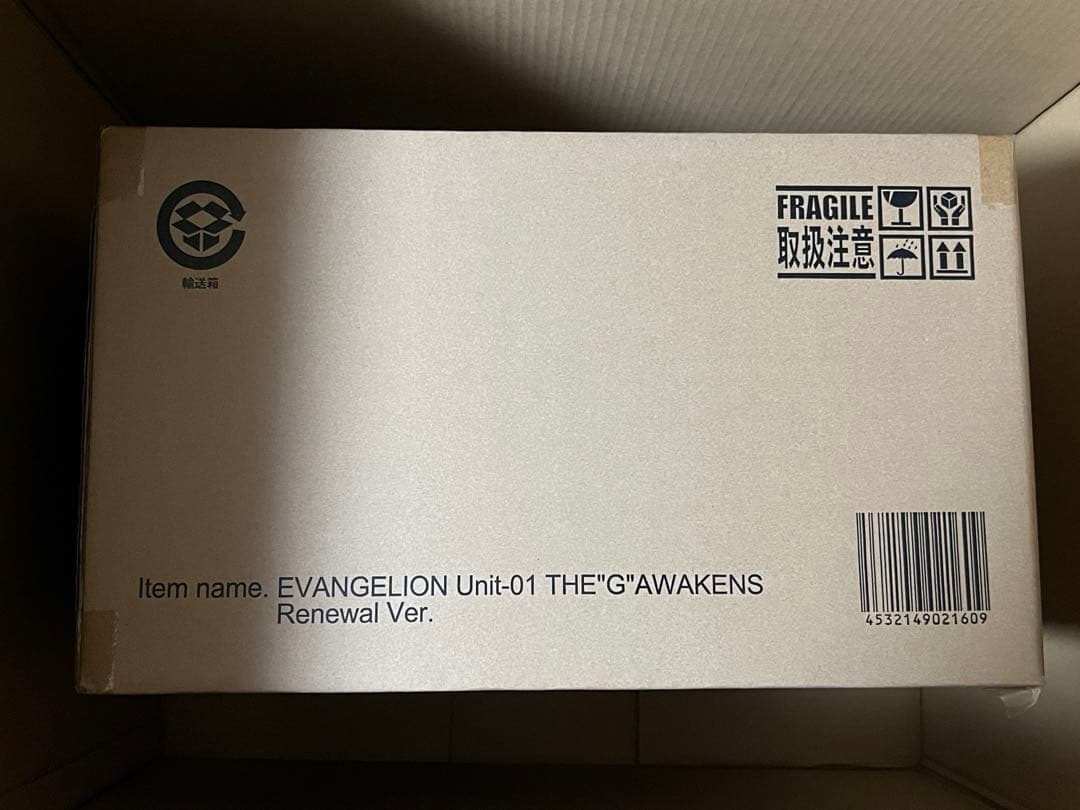 FRAGILE
取扱注意
輸送箱
Item name. EVANGELION Unit-01 THE"G"AWAKENS
Renewal Ver.
4532149021609